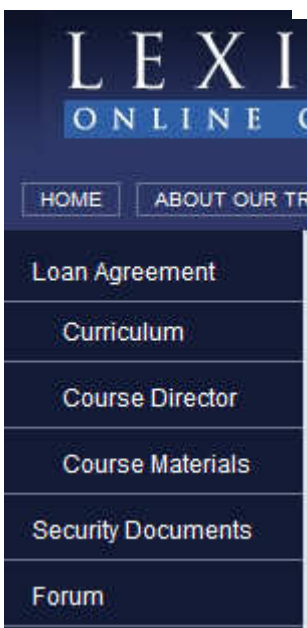 LEXI
ONLINE
HOME ABOUT OUR TR
Loan Agreement
Curriculum
Course Director
Course Materials
Security Documents
Forum